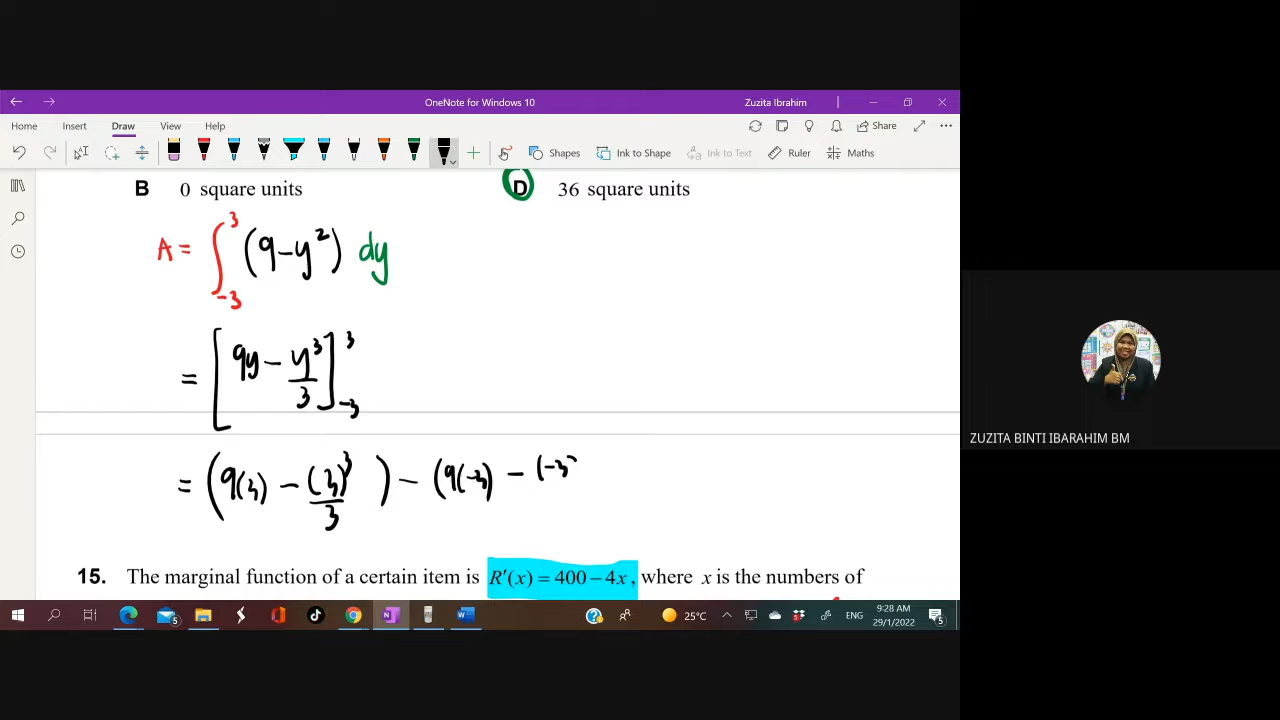 OneNote for Windows 10
Zuzita Ibrahim
Home Insert Draw View Help
Share
Shapes Ink to Shape Ink to Text Ruler Maths
B 0 square units
D 36 square units
A = ∫₋₃³ (9 − y²) dy
= [9y − y³/3]₋₃³
= (9(3) − (3)³/3) − (9(−3) − (−3)
15. The marginal function of a certain item is R′(x) = 400 − 4x, where x is the numbers of
ZUZITA BINTI IBARAHIM BM
5
25°C
ENG
9:28 AM
29/1/2022
5